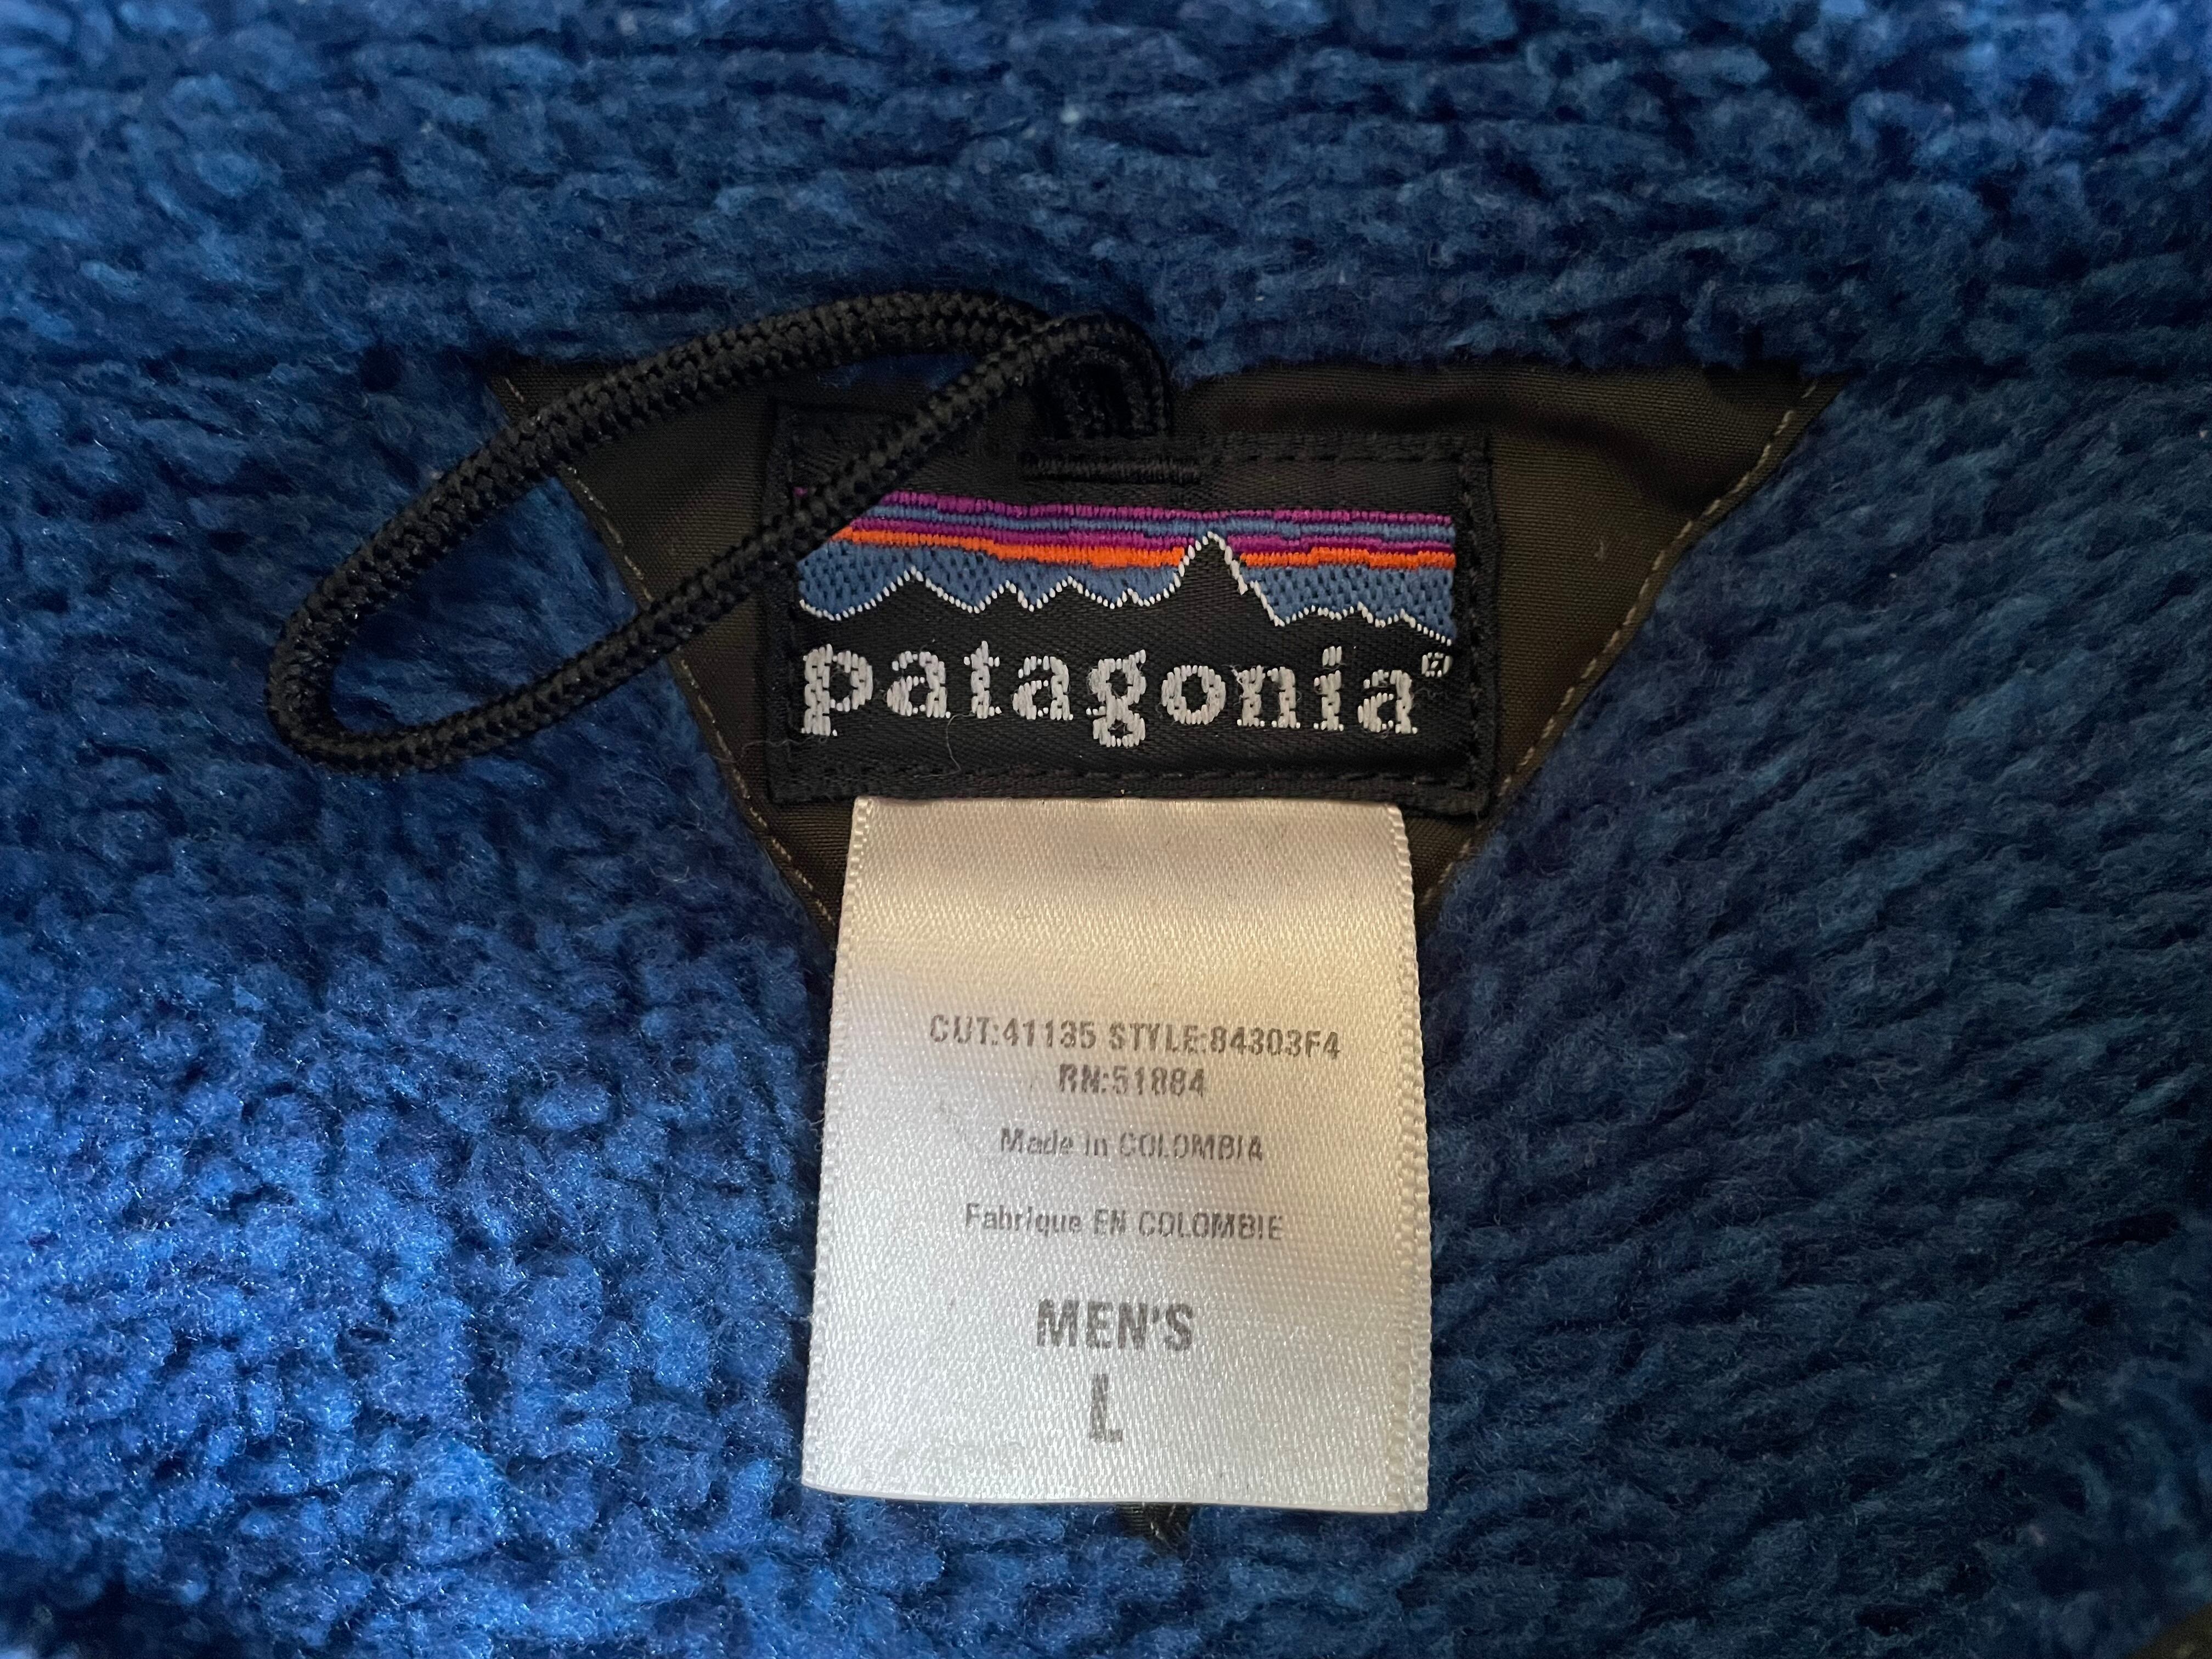 patagonia®
CUT:41135 STYLE:84303F4
RN:51884
Made in COLOMBIA
Fabrique EN COLOMBIE
MEN'S
L